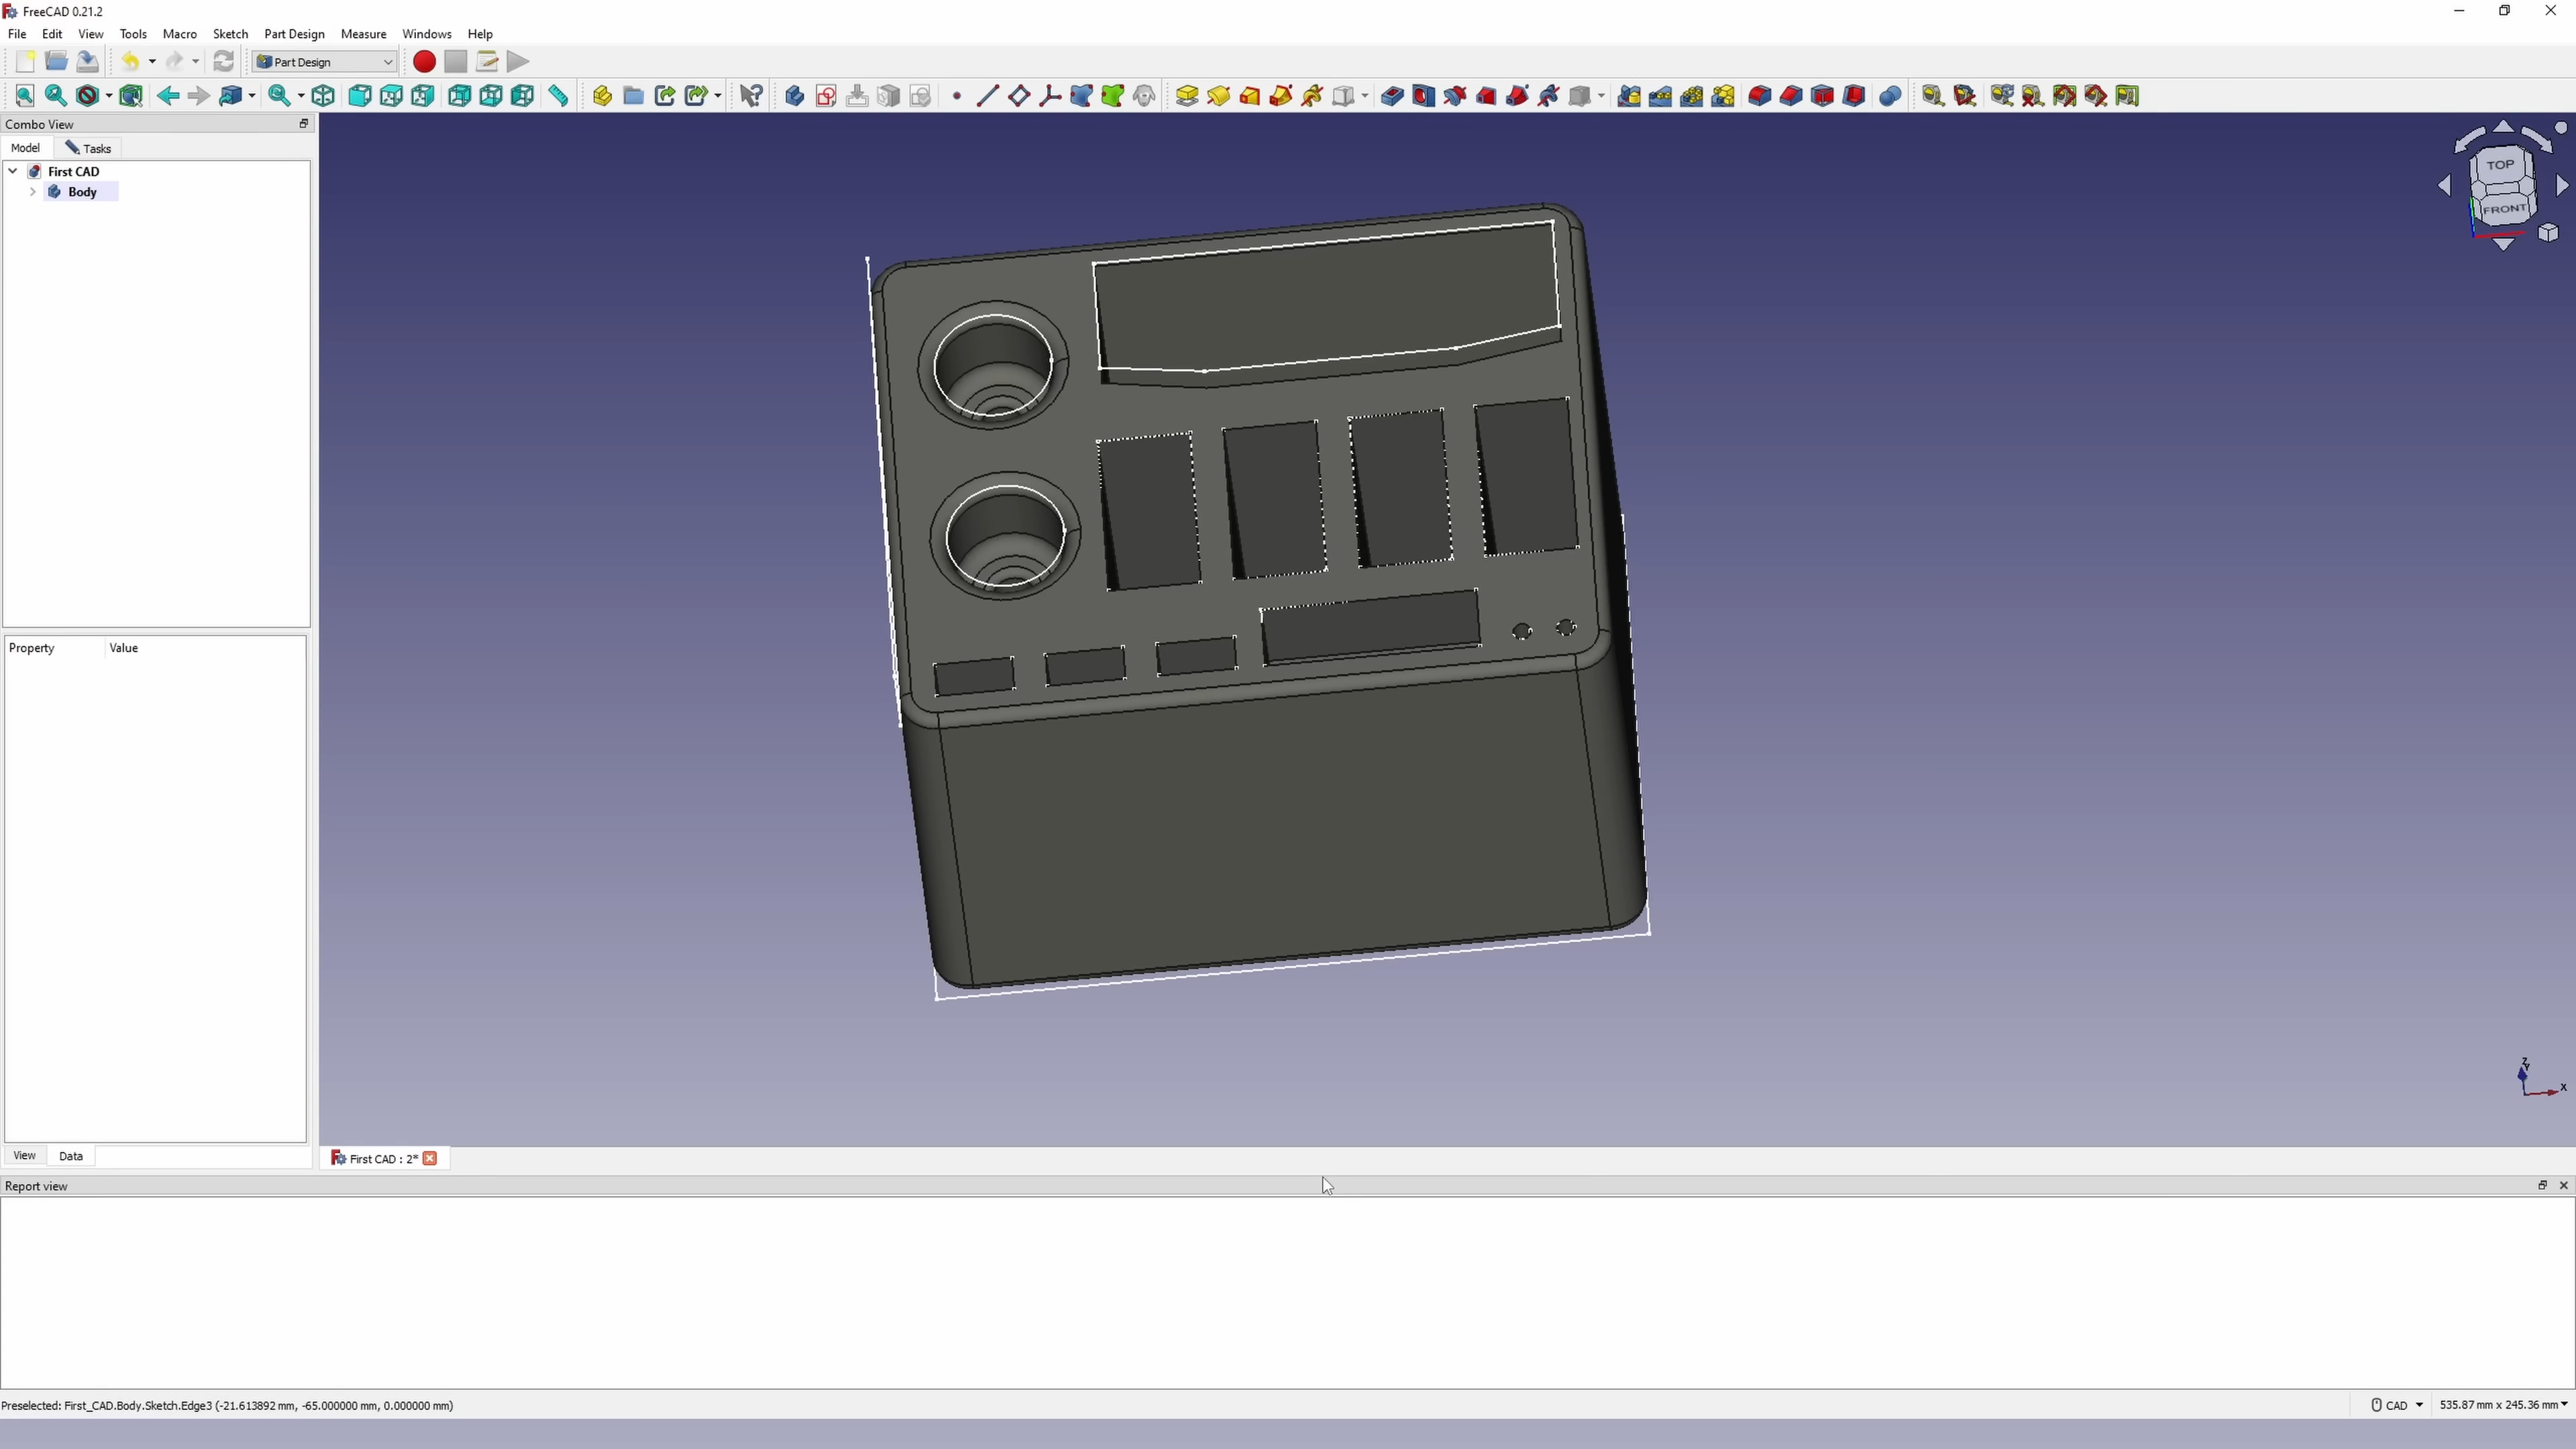 FreeCAD 0.21.2
File Edit View Tools Macro Sketch Part Design Measure Windows Help
Part Design
Combo View
Model Tasks
First CAD
Body
TOP
FRONT
Property Value
Z
Y
X
View Data
First CAD : 2*
Report view
Preselected: First_CAD.Body.Sketch.Edge3 (-21.613892 mm, -65.000000 mm, 0.000000 mm)
CAD
535.87 mm x 245.36 mm